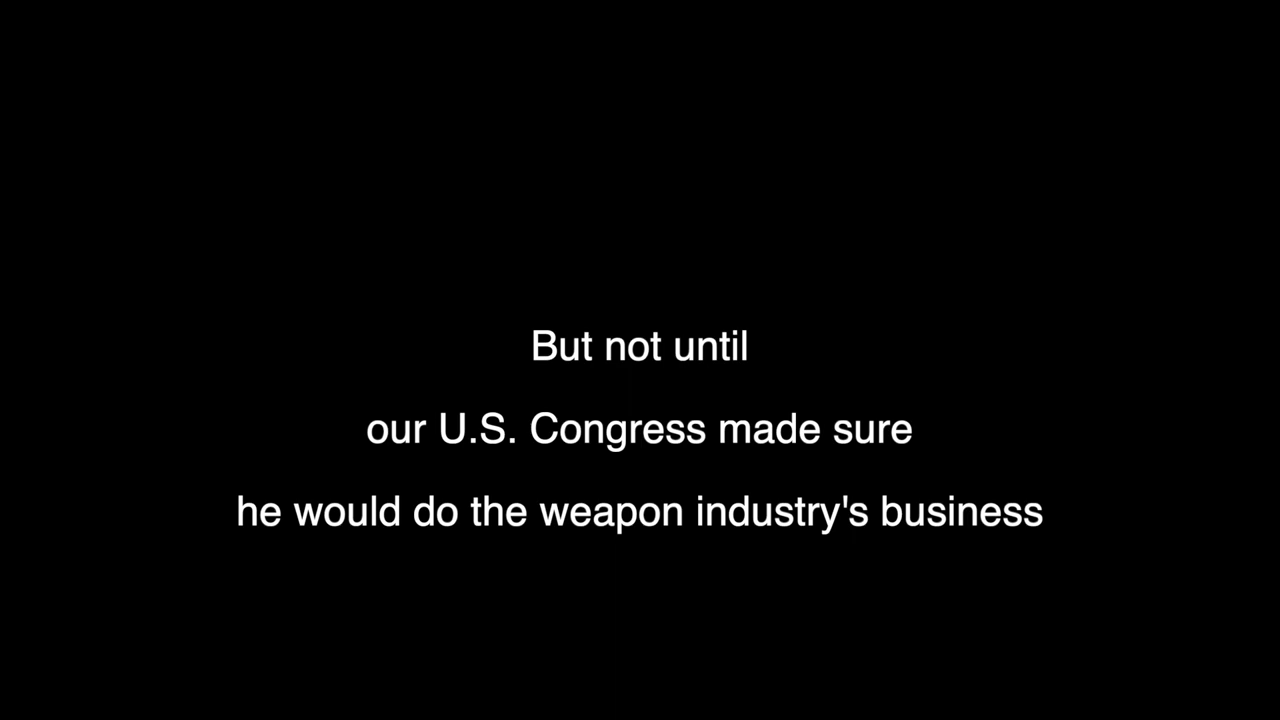 But not until
our U.S. Congress made sure
he would do the weapon industry's business